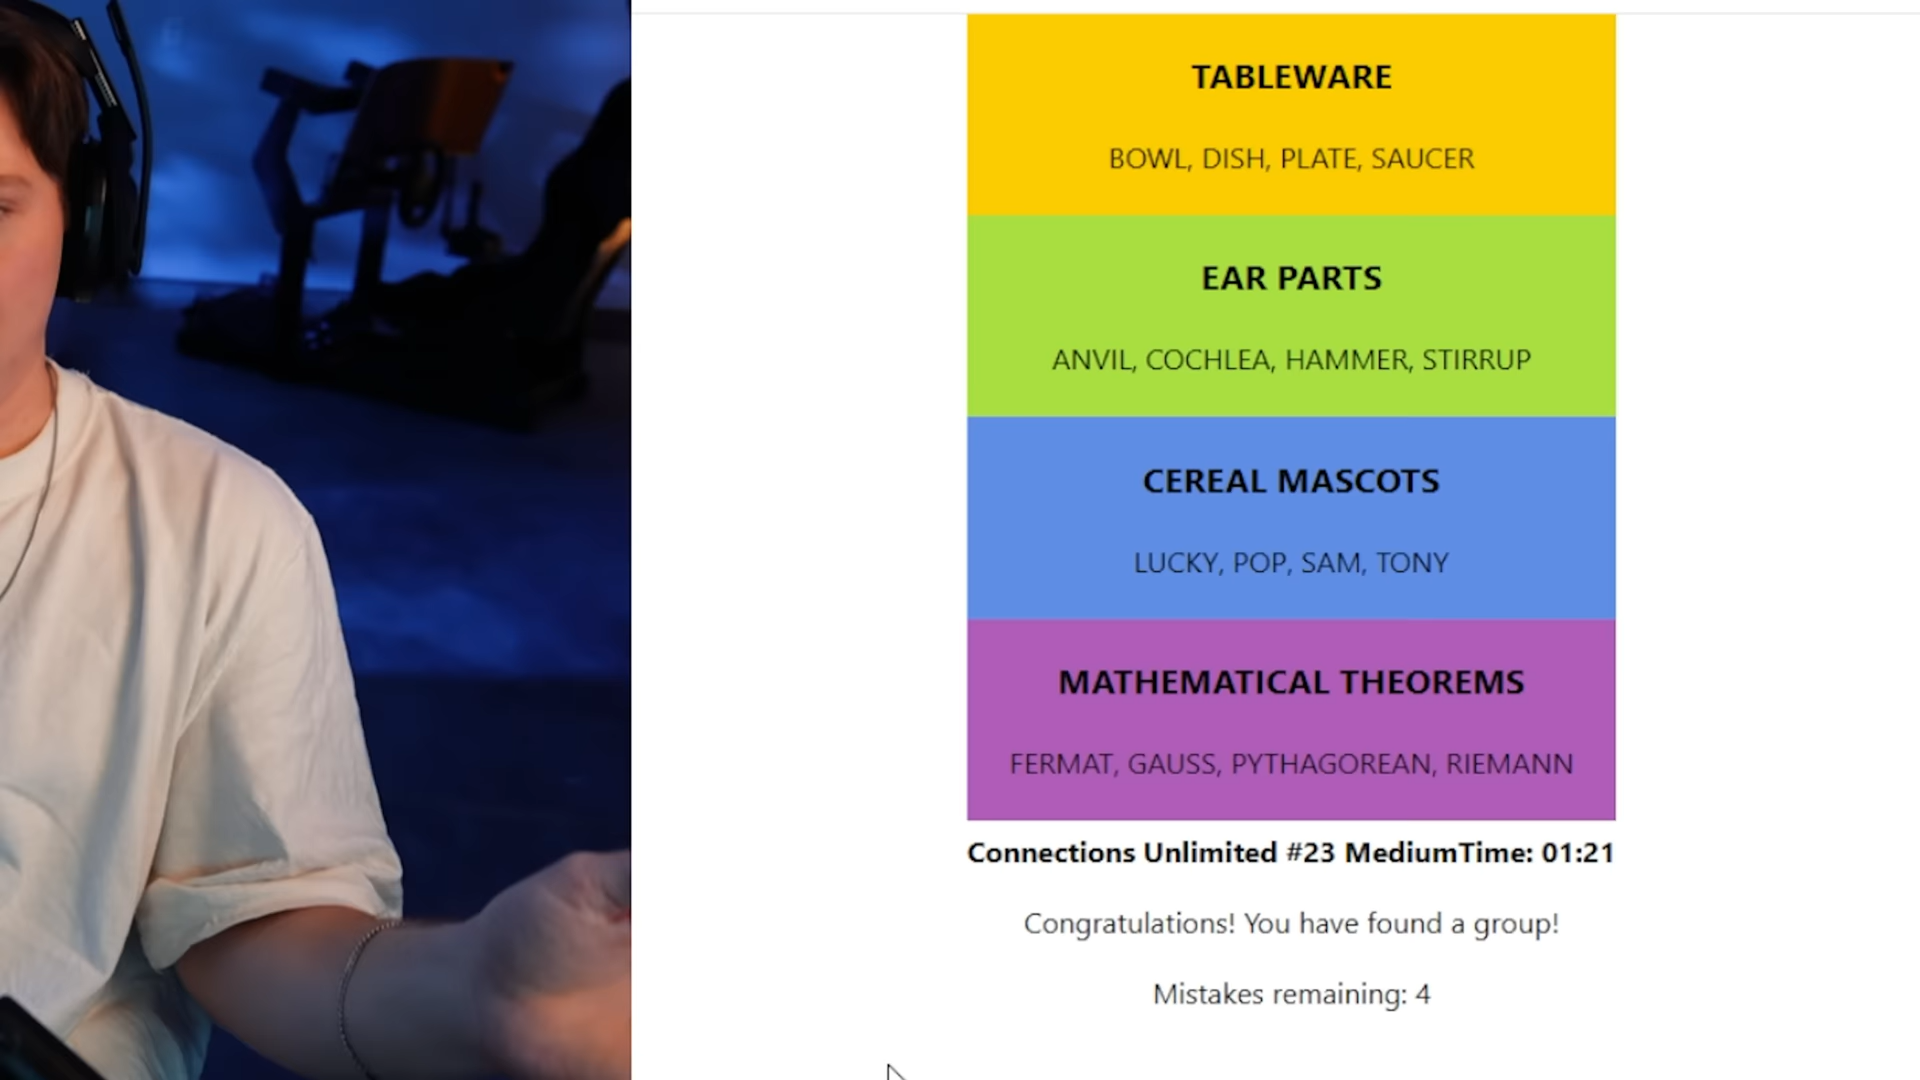 TABLEWARE
BOWL, DISH, PLATE, SAUCER
EAR PARTS
ANVIL, COCHLEA, HAMMER, STIRRUP
CEREAL MASCOTS
LUCKY, POP, SAM, TONY
MATHEMATICAL THEOREMS
FERMAT, GAUSS, PYTHAGOREAN, RIEMANN
Connections Unlimited #23 MediumTime: 01:21
Congratulations! You have found a group!
Mistakes remaining: 4